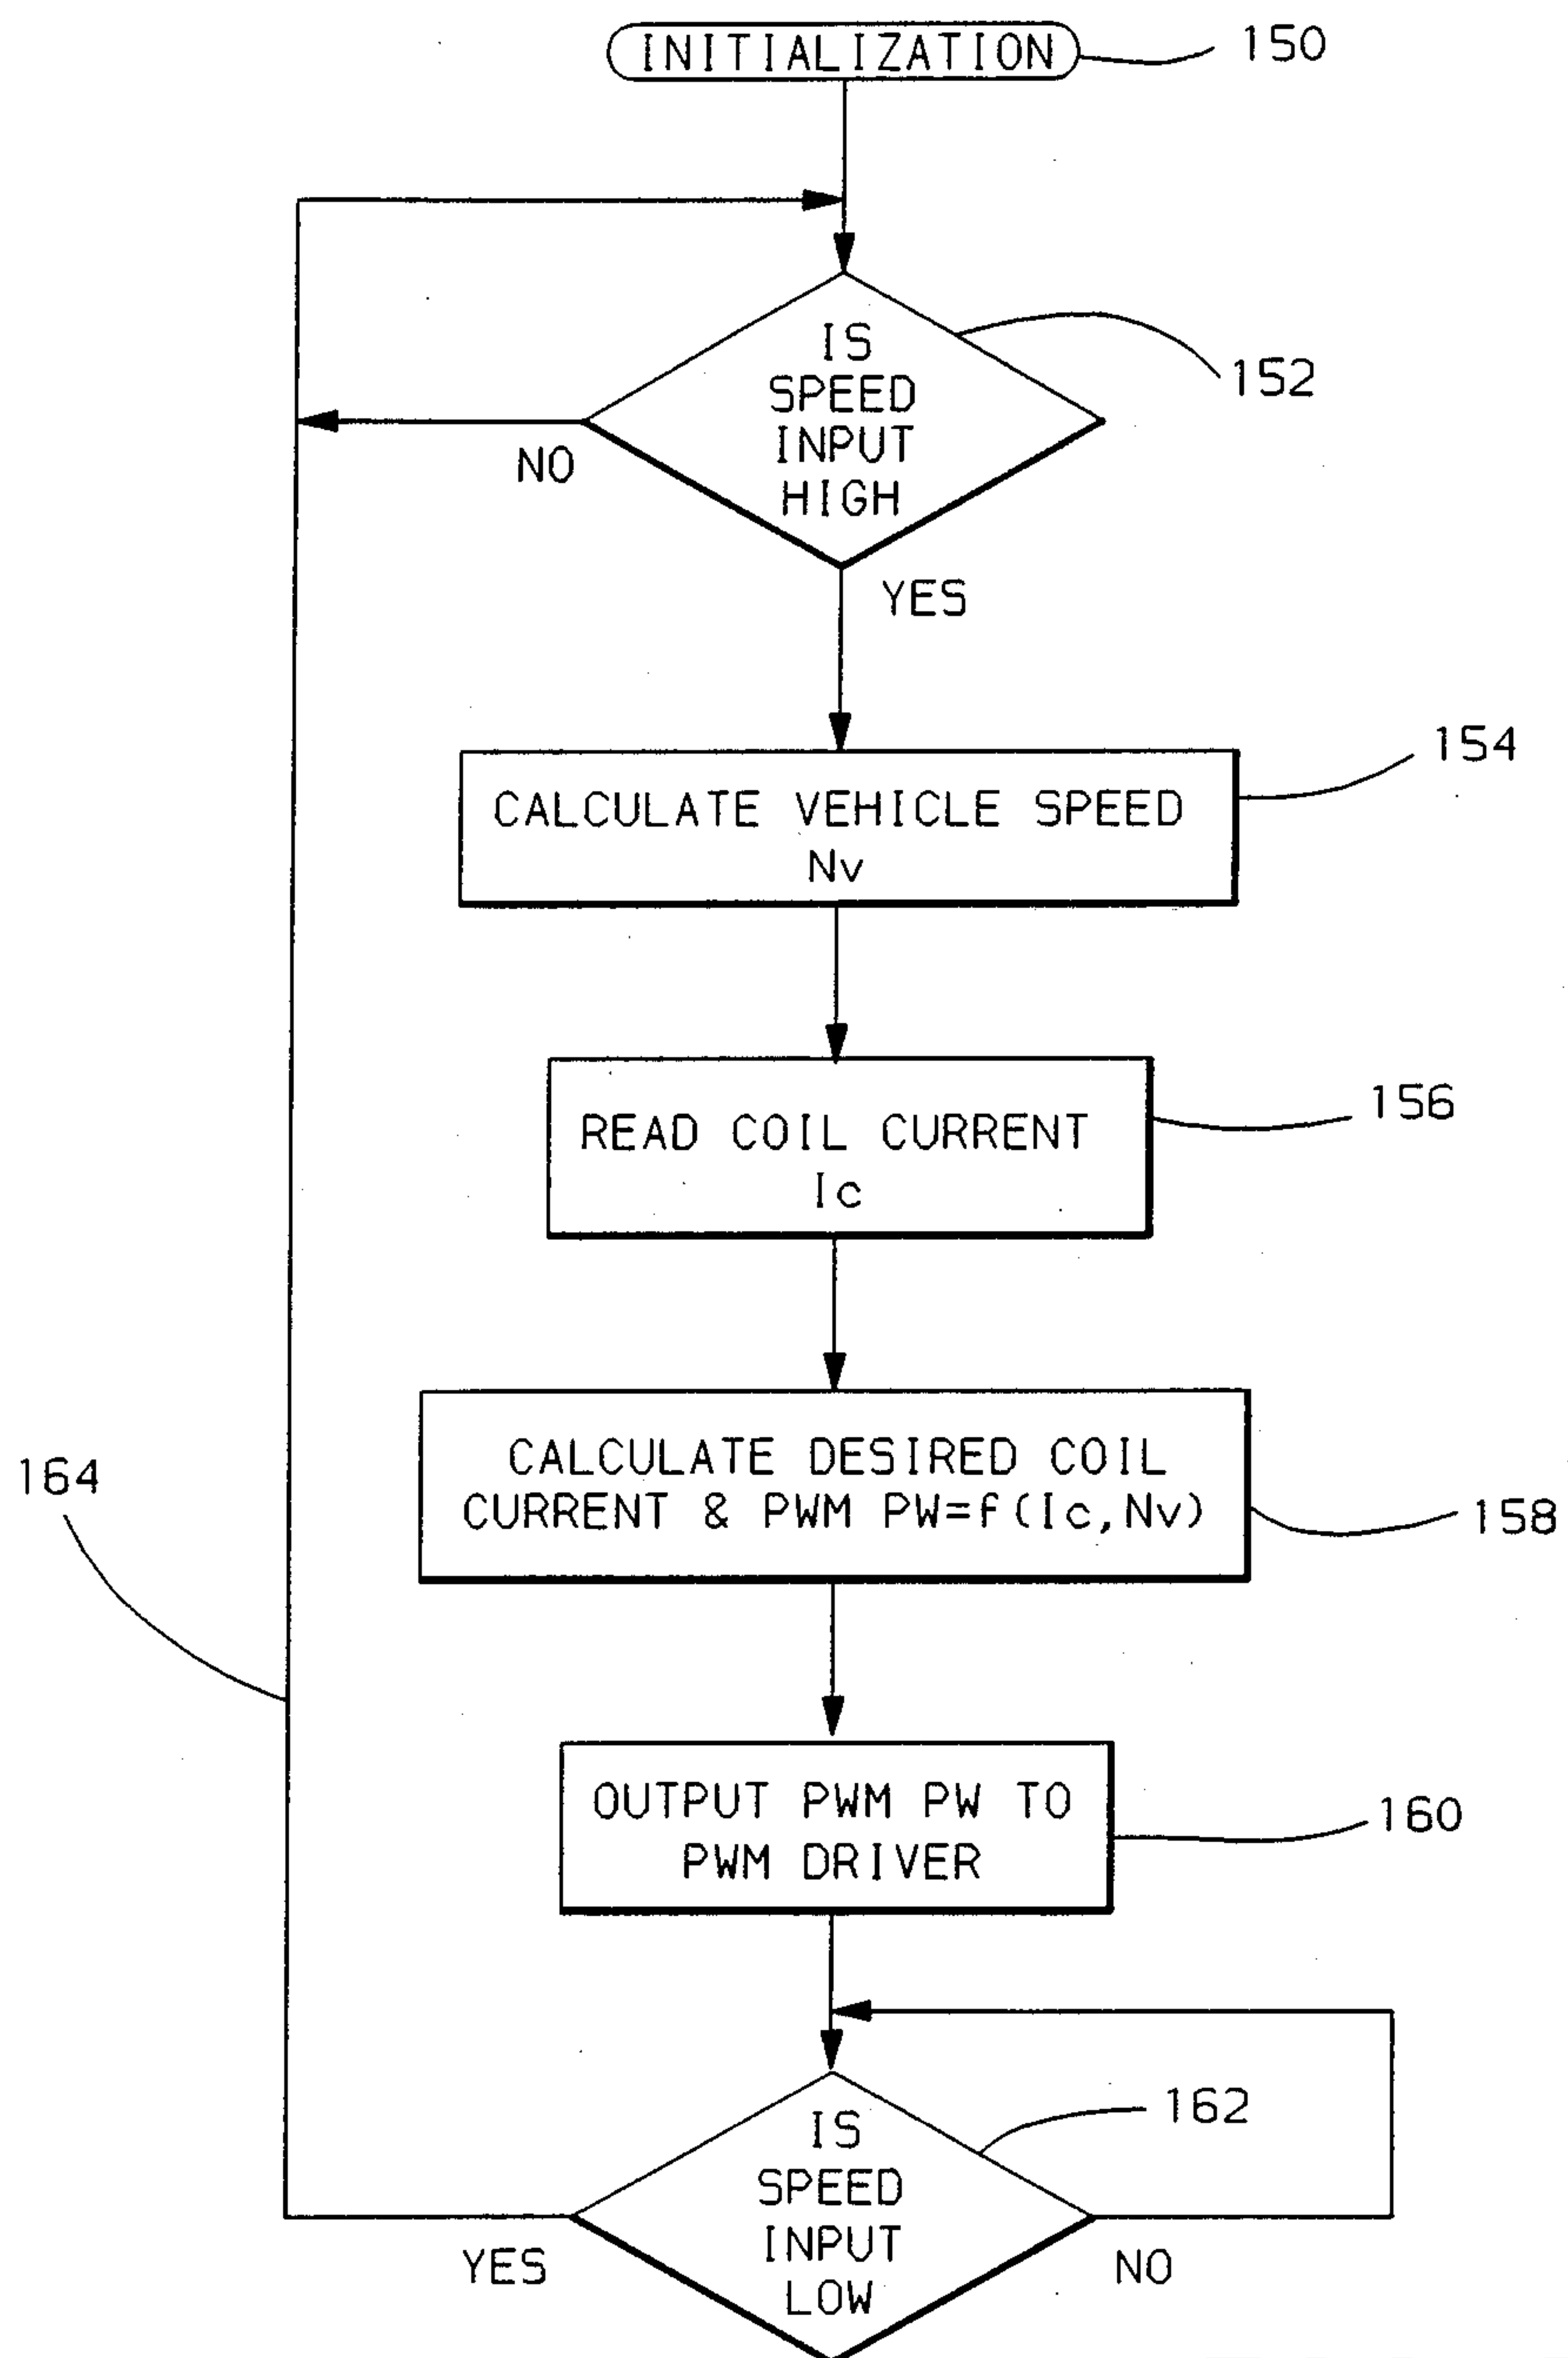 INITIALIZATION
150
IS
SPEED
INPUT
HIGH
152
NO
YES
154
CALCULATE VEHICLE SPEED
Nv
156
READ COIL CURRENT
Ic
164
CALCULATE DESIRED COIL
CURRENT & PWM PW=f(Ic,Nv)
158
OUTPUT PWM PW TO
PWM DRIVER
160
162
IS
SPEED
INPUT
LOW
YES
NO